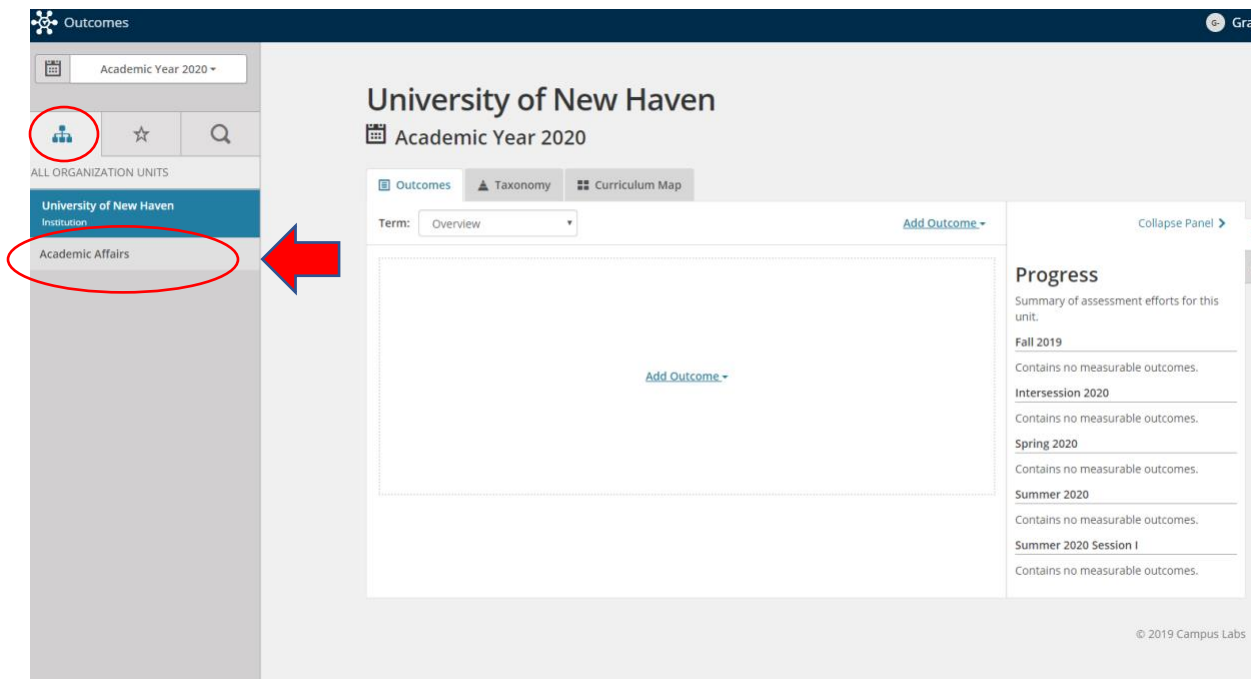 Outcomes
G- Gra
Academic Year 2020
ALL ORGANIZATION UNITS
University of New Haven
Institution
Academic Affairs
University of New Haven
Academic Year 2020
Outcomes Taxonomy Curriculum Map
Term: Overview Add Outcome
Add Outcome
Collapse Panel
Progress
Summary of assessment efforts for this
unit.
Fall 2019
Contains no measurable outcomes.
Intersession 2020
Contains no measurable outcomes.
Spring 2020
Contains no measurable outcomes.
Summer 2020
Contains no measurable outcomes.
Summer 2020 Session I
Contains no measurable outcomes.
© 2019 Campus Labs